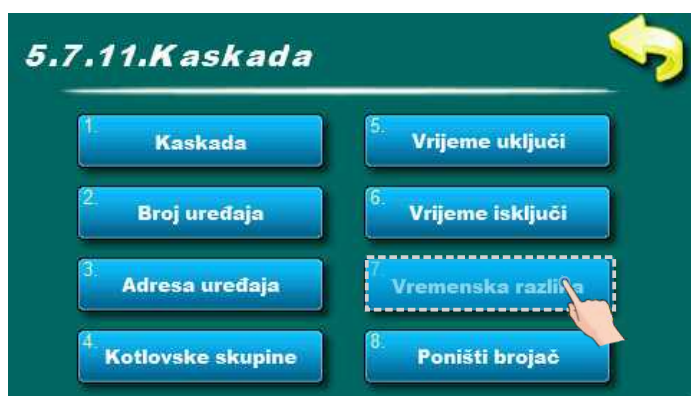 5.7.11.Kaskada
1. Kaskada
2. Broj uređaja
3. Adresa uređaja
4. Kotlovske skupine
5. Vrijeme uključi
6. Vrijeme isključi
7. Vremenska razlika
8. Poništi brojač